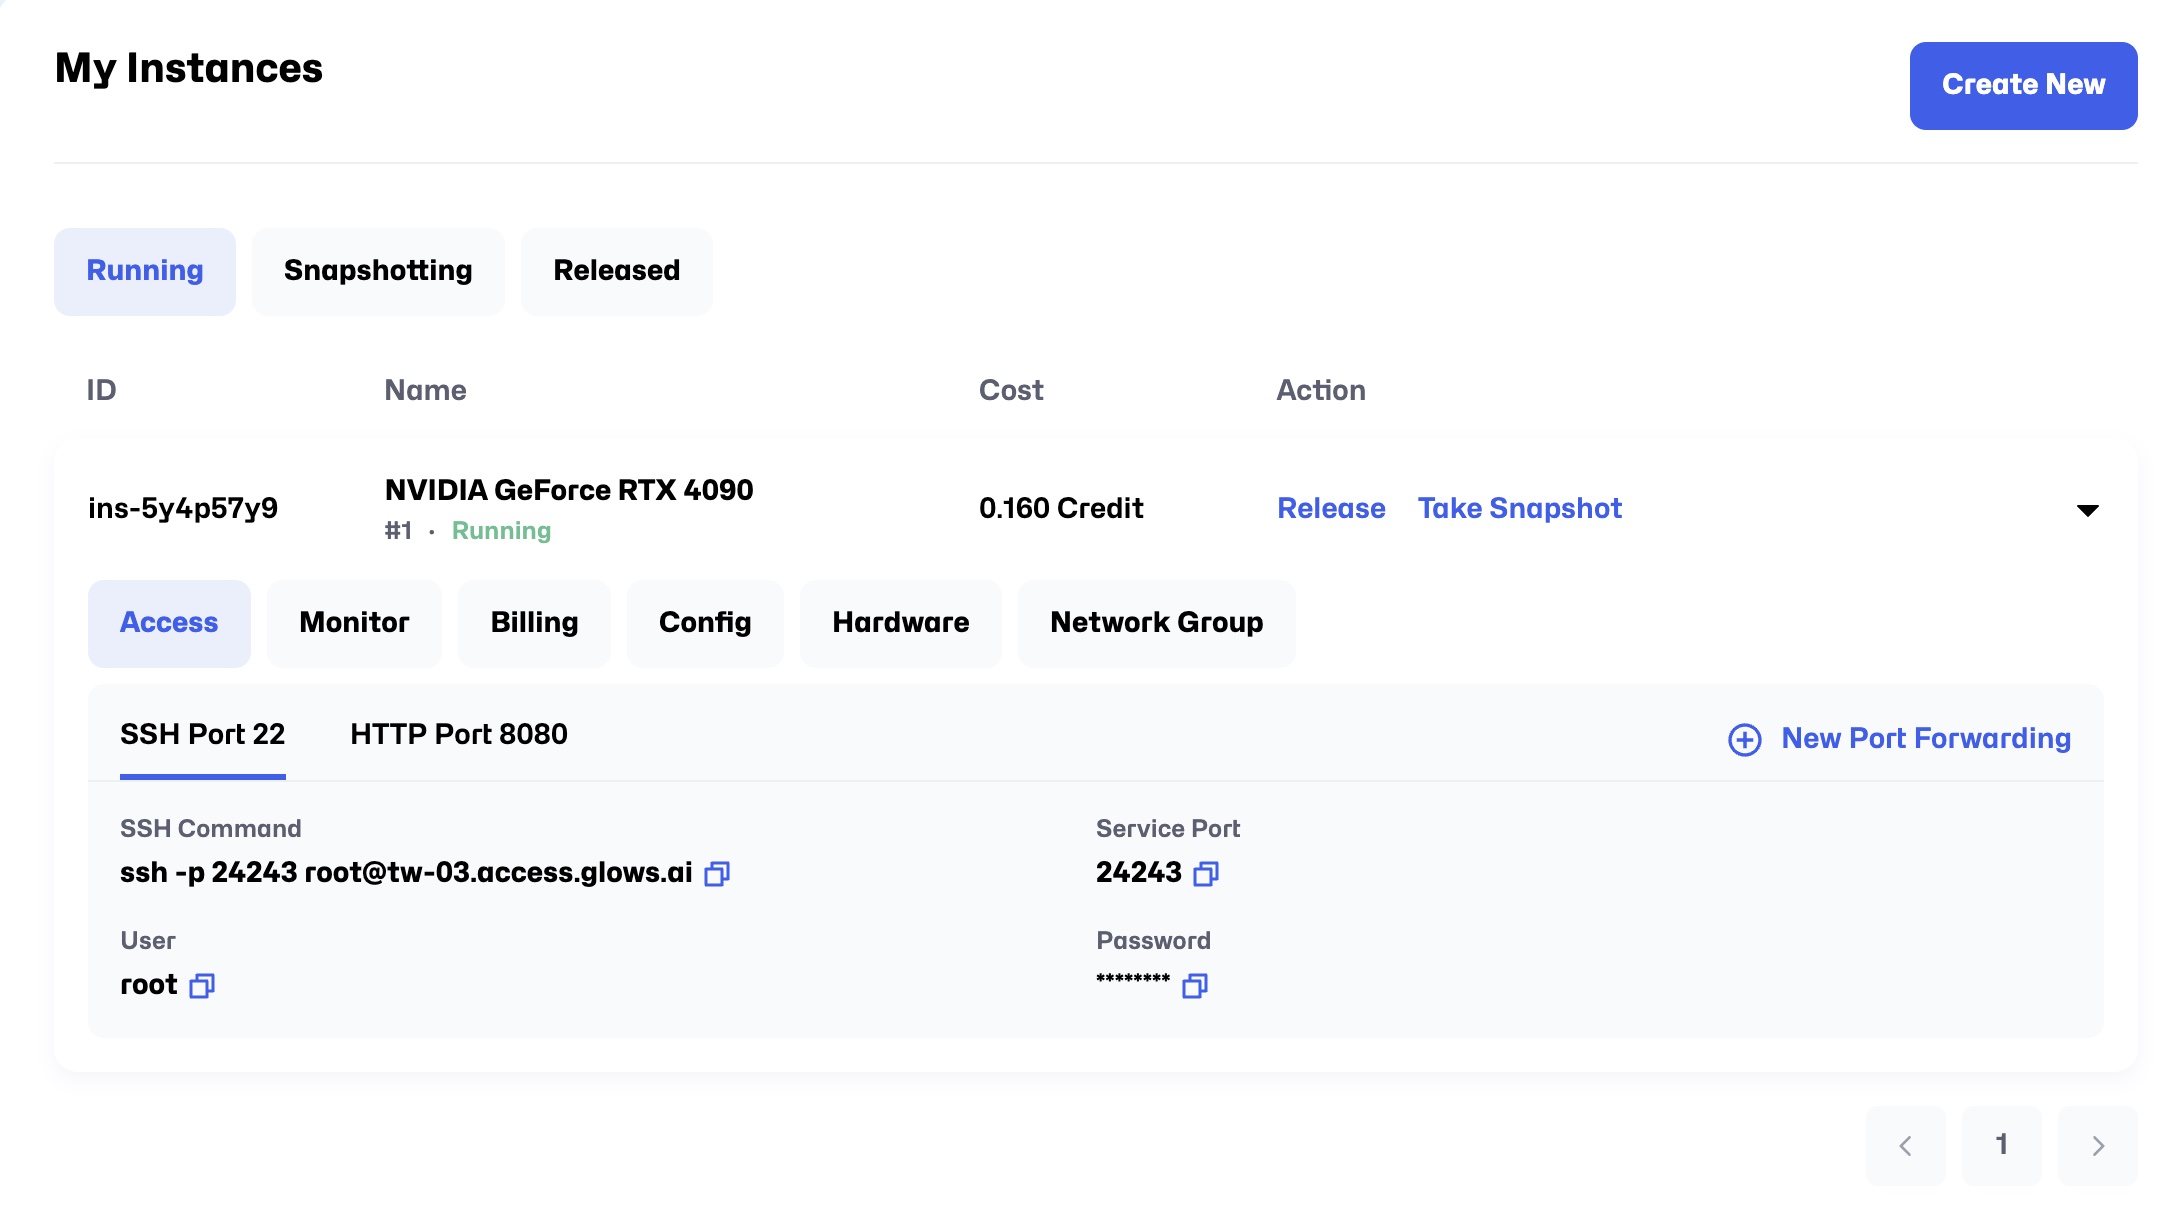 My Instances
Create New
Running
Snapshotting
Released
ID
Name
Cost
Action
ins-5y4p57y9
NVIDIA GeForce RTX 4090
#1 · Running
0.160 Credit
Release
Take Snapshot
Access
Monitor
Billing
Config
Hardware
Network Group
SSH Port 22
HTTP Port 8080
New Port Forwarding
SSH Command
Service Port
ssh -p 24243 root@tw-03.access.glows.ai
24243
User
Password
root
********
1